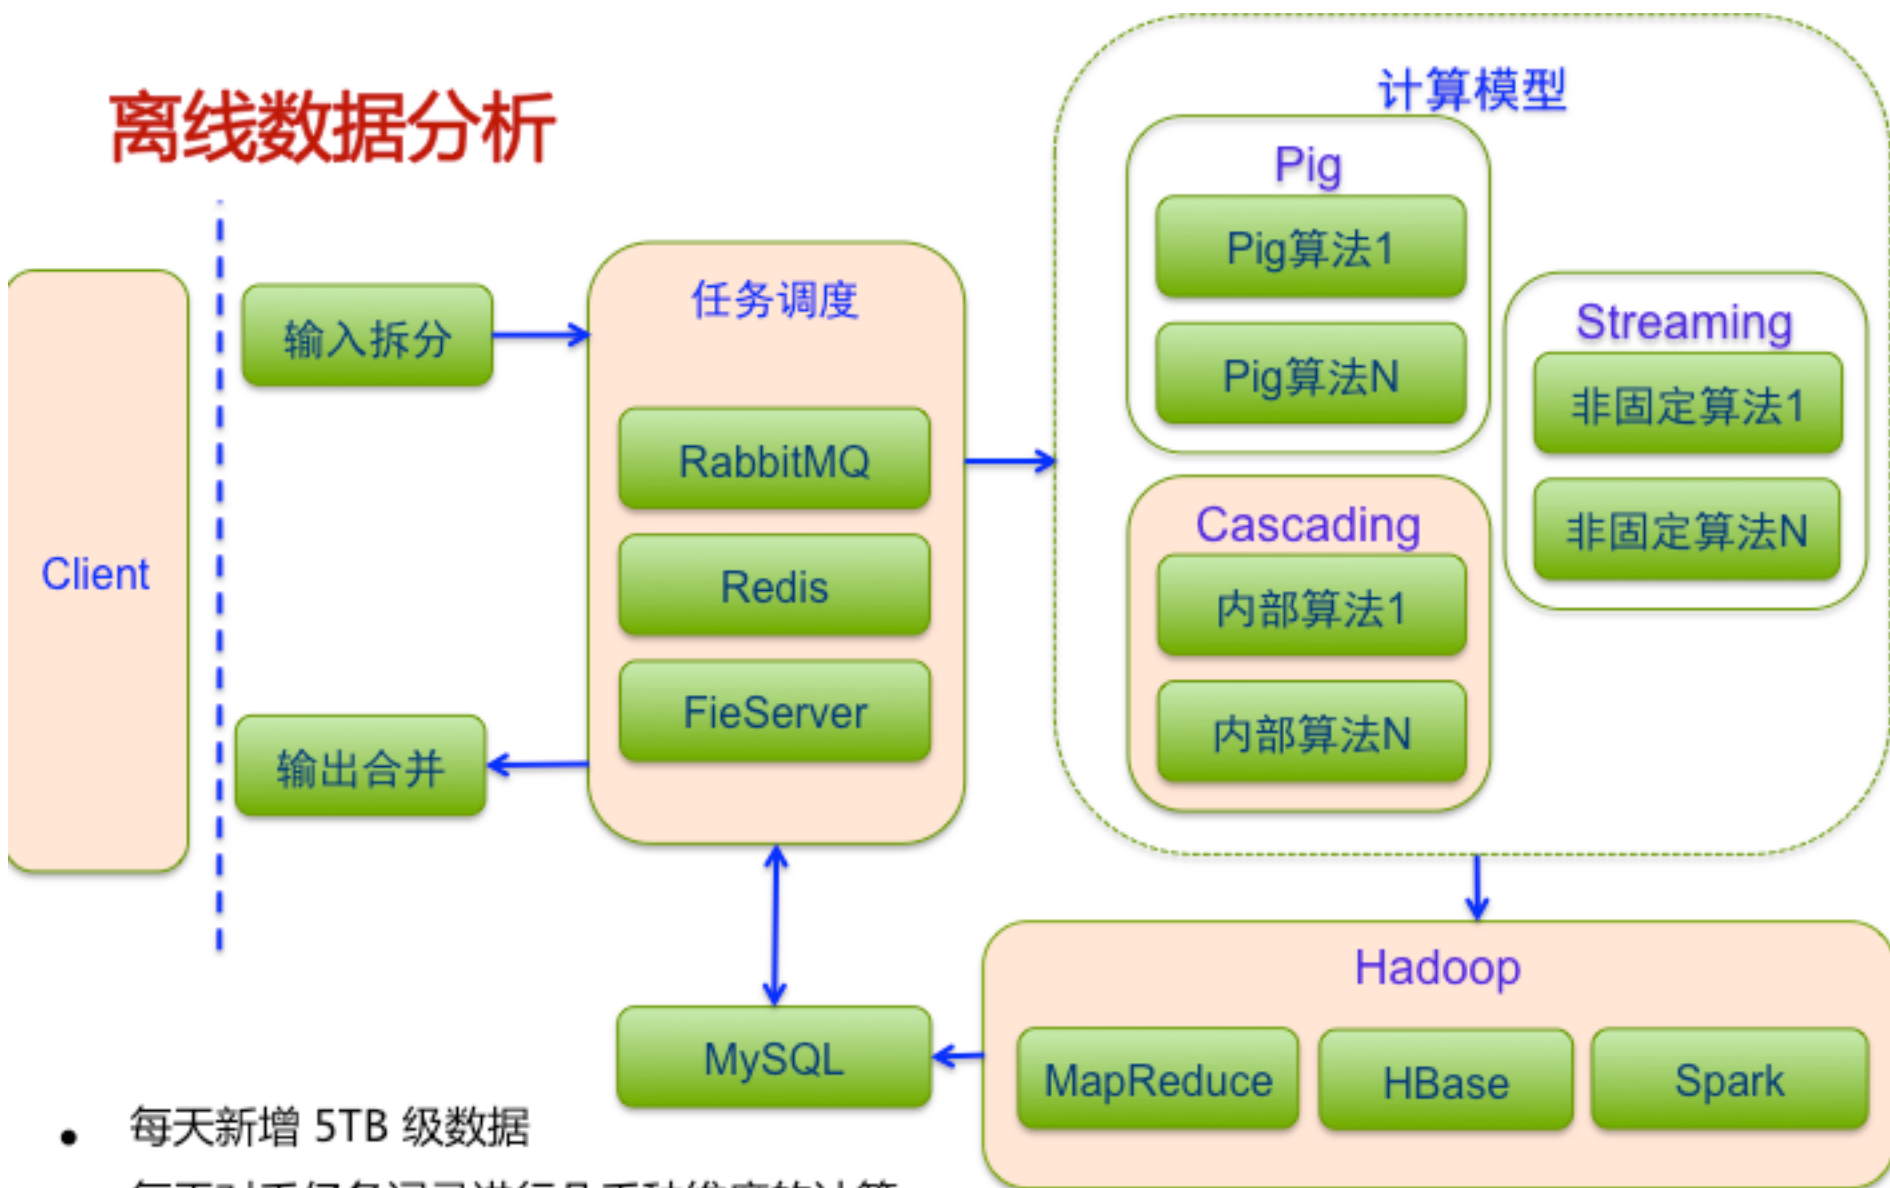 离线数据分析
Client
输入拆分
输出合并
任务调度
RabbitMQ
Redis
FieServer
MySQL
计算模型
Pig
Pig算法1
Pig算法N
Cascading
内部算法1
内部算法N
Streaming
非固定算法1
非固定算法N
Hadoop
MapReduce
HBase
Spark
• 每天新增 5TB 级数据